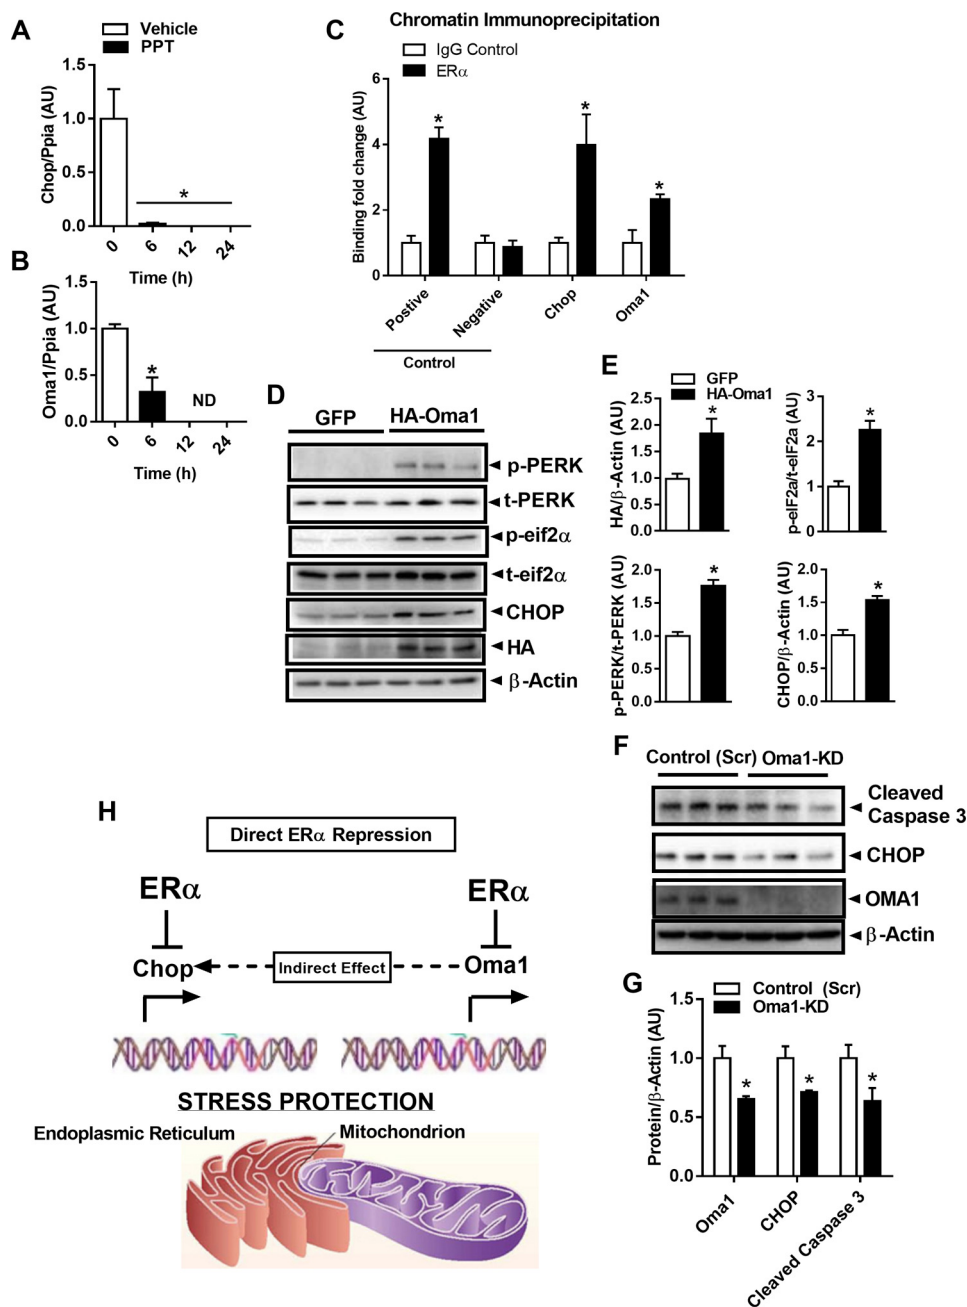 A
Vehicle
PPT
Chop/Ppia (AU)
1.5
1.0
0.5
0.0
*
0
6
12
24
Time (h)
B
Oma1/Ppia (AU)
1.5
1.0
0.5
0.0
*
ND
0
6
12
24
Time (h)
C
Chromatin Immunoprecipitation
IgG Control
ERα
Binding fold change (AU)
6
4
2
0
*
*
*
Postive
Negative
Chop
Oma1
Control
D
GFP
HA-Oma1
p-PERK
t-PERK
p-eif2α
t-eif2α
CHOP
HA
β-Actin
E
GFP
HA-Oma1
HA/β-Actin (AU)
2.5
2.0
1.5
1.0
0.5
0.0
*
p-eIF2a/t-eIF2a (AU)
3
2
1
0
*
p-PERK/t-PERK (AU)
2.0
1.5
1.0
0.5
0.0
*
CHOP/β-Actin (AU)
2.0
1.5
1.0
0.5
0.0
*
F
Control (Scr) Oma1-KD
Cleaved
Caspase 3
CHOP
OMA1
β-Actin
G
Control (Scr)
Oma1-KD
Protein/β-Actin (AU)
1.5
1.0
0.5
0.0
*
*
*
Oma1
CHOP
Cleaved Caspase 3
H
Direct ERα Repression
ERα
ERα
Chop
Indirect Effect
Oma1
STRESS PROTECTION
Endoplasmic Reticulum
Mitochondrion